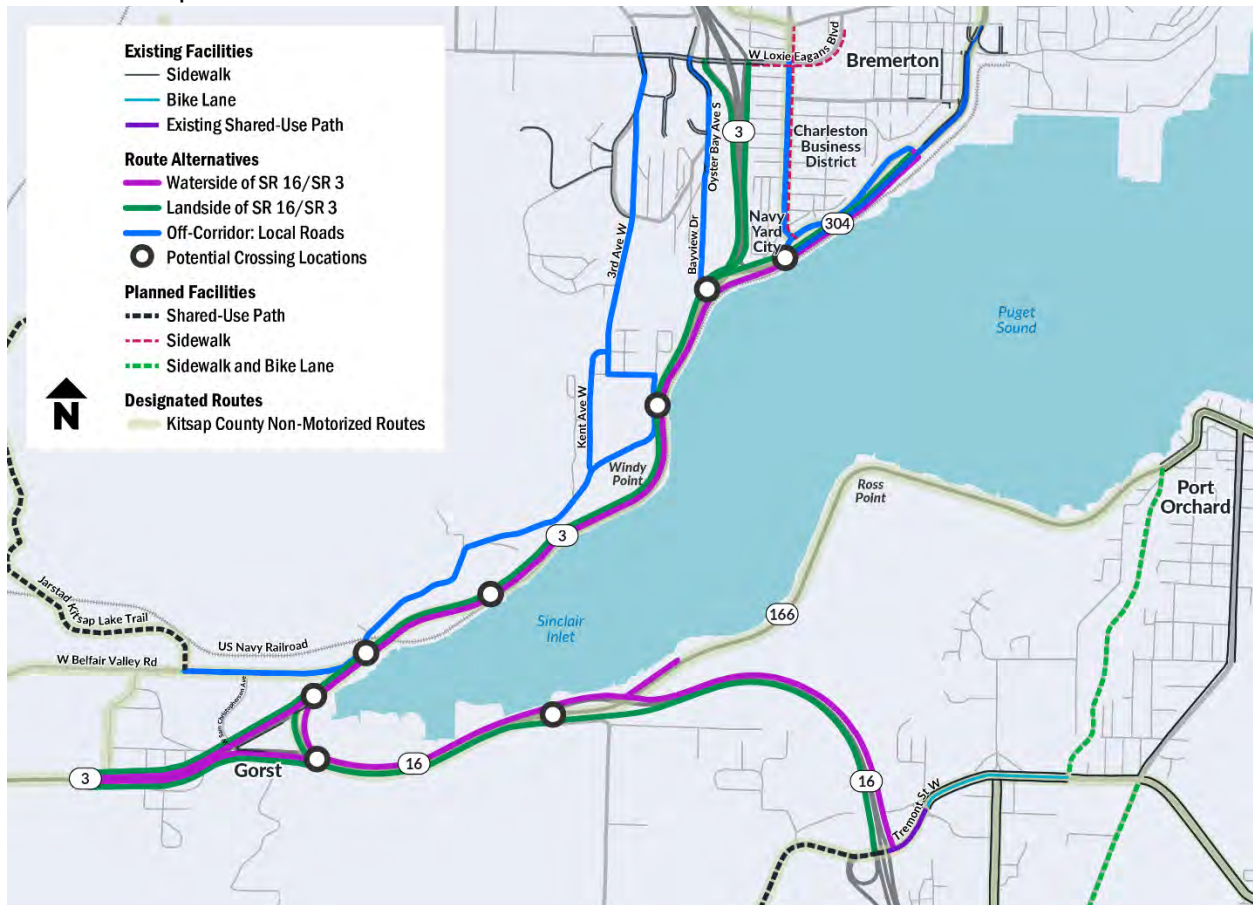 Existing Facilities
Sidewalk
Bike Lane
Existing Shared-Use Path
Route Alternatives
Waterside of SR 16/SR 3
Landside of SR 16/SR 3
Off-Corridor: Local Roads
Potential Crossing Locations
Planned Facilities
Shared-Use Path
Sidewalk
Sidewalk and Bike Lane
Designated Routes
Kitsap County Non-Motorized Routes
N
W Loxie Eagans Blvd
Bremerton
3
Charleston
Business
District
Oyster Bay Ave S
3rd Ave W
Bayview Dr
Navy
Yard
City
304
Puget
Sound
Kent Ave W
Windy
Point
Ross
Point
Port
Orchard
3
Jarstad Kitsap Lake Trail
US Navy Railroad
Sinclair
Inlet
166
W Belfair Valley Rd
Sam Christopherson Ave
3
Gorst
16
16
Tremont St W